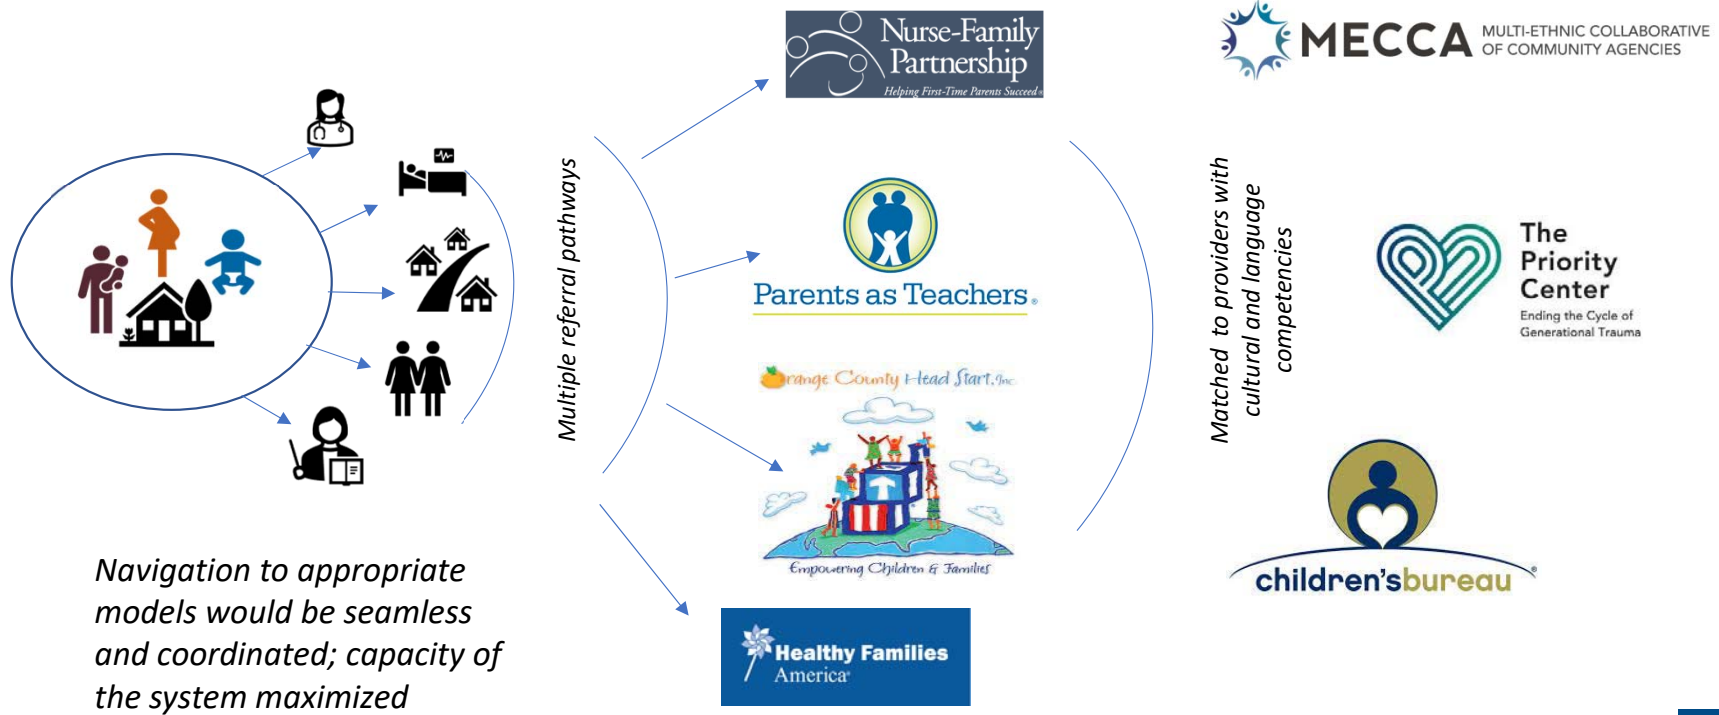 Nurse-Family
Partnership
Helping First-Time Parents Succeed®
MECCA
MULTI-ETHNIC COLLABORATIVE
OF COMMUNITY AGENCIES
Multiple referral pathways
Parents as Teachers®
Matched to providers with
cultural and language
competencies
The
Priority
Center
Ending the Cycle of
Generational Trauma
Orange County Head Start, Inc.
Empowering Children & Families
children'sbureau®
Navigation to appropriate
models would be seamless
and coordinated; capacity of
the system maximized
Healthy Families
America®